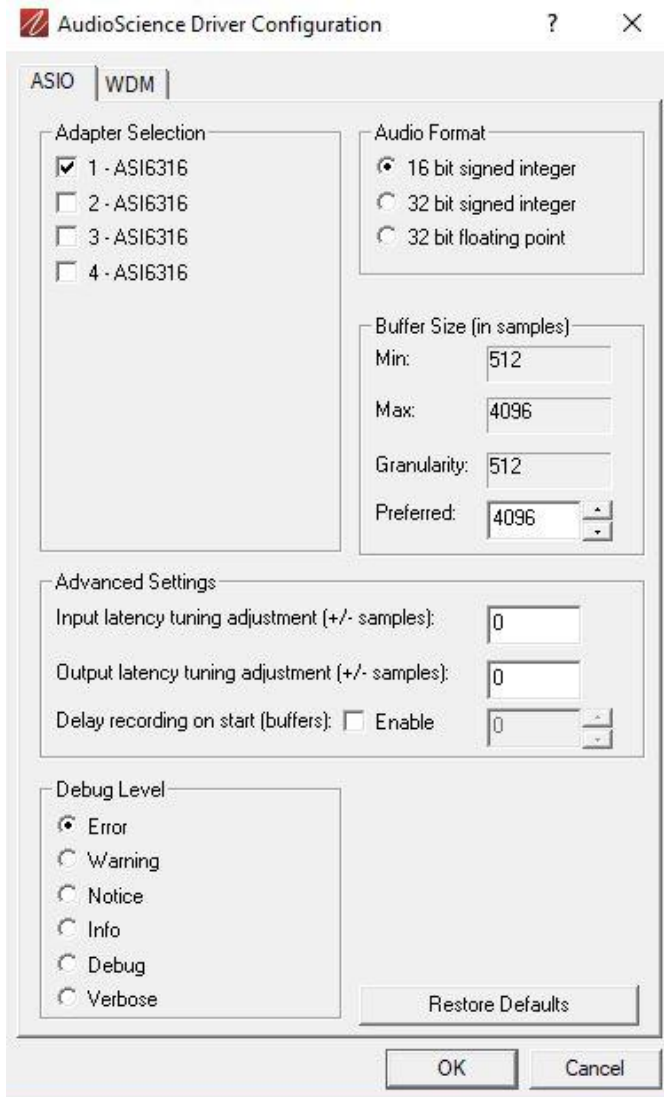 AudioScience Driver Configuration
? ×
ASIO
WDM
Adapter Selection
1 - ASI6316
2 - ASI6316
3 - ASI6316
4 - ASI6316
Audio Format
16 bit signed integer
32 bit signed integer
32 bit floating point
Buffer Size (in samples)
Min: 512
Max: 4096
Granularity: 512
Preferred: 4096
Advanced Settings
Input latency tuning adjustment (+/- samples): 0
Output latency tuning adjustment (+/- samples): 0
Delay recording on start (buffers): Enable 0
Debug Level
Error
Warning
Notice
Info
Debug
Verbose
Restore Defaults
OK Cancel